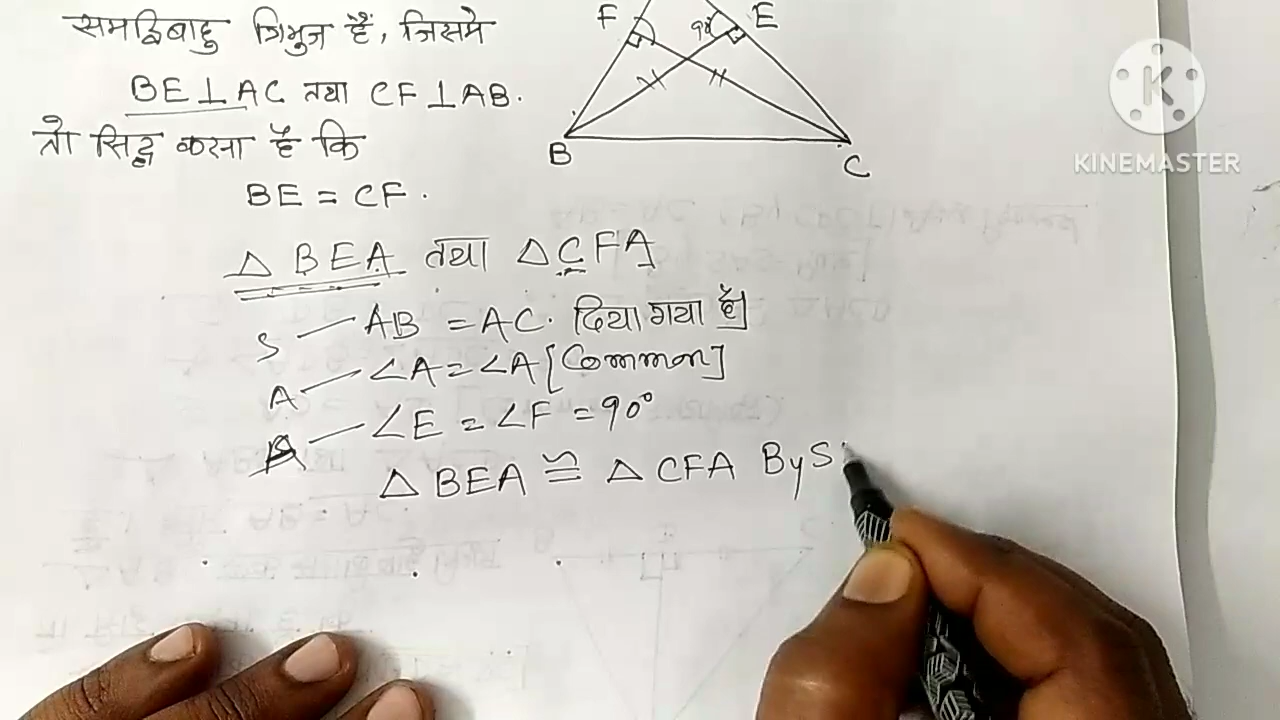 समद्विबाहु त्रिभुज हैं, जिसमे
BE⊥AC तथा CF⊥AB.
तो सिद्ध करना है कि
BE = CF.
F
E
90
B
C
△ BEA तथा △CFA
S — AB = AC. दिया गया है।
A — ∠A = ∠A [Common]
∠E = ∠F = 90°
△ BEA ≅ △ CFA By S
K
KINEMASTER